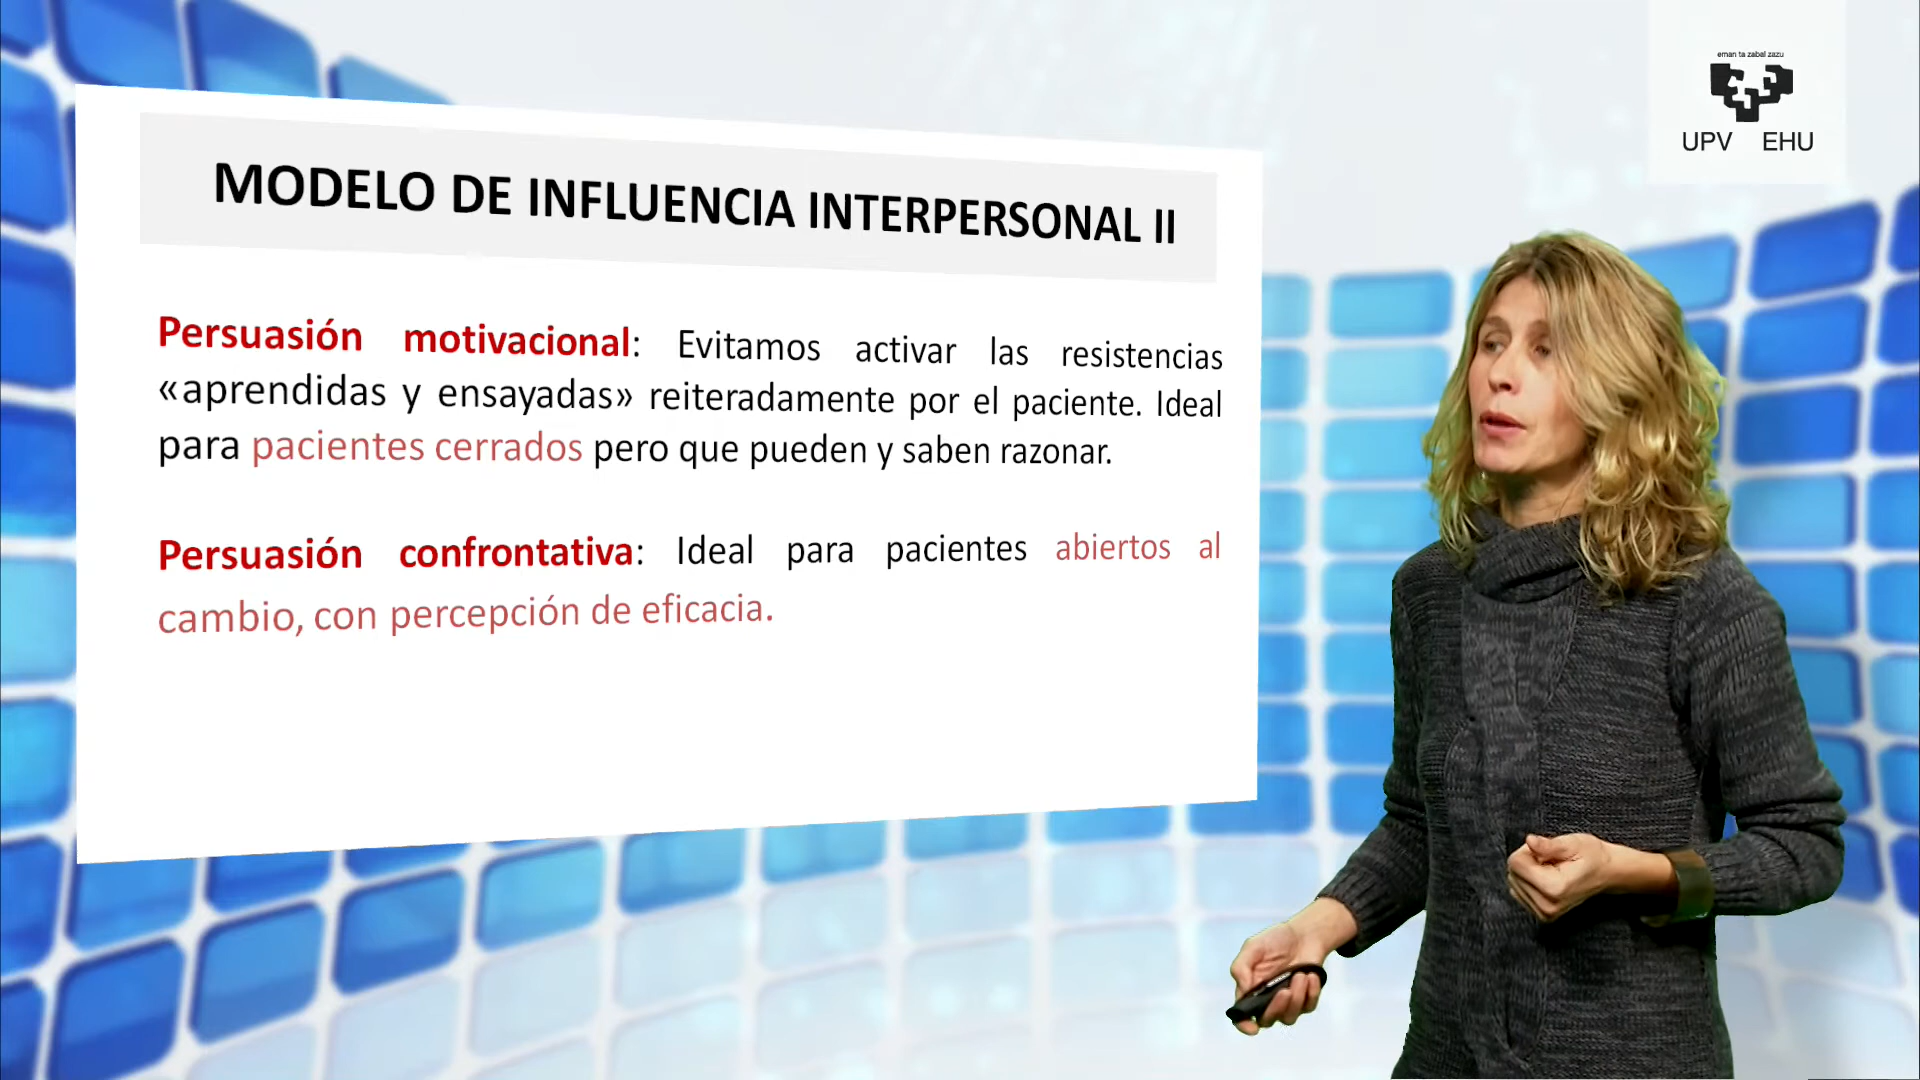 eman ta zabal zazu
UPV EHU
MODELO DE INFLUENCIA INTERPERSONAL II
Persuasión motivacional: Evitamos activar las resistencias
«aprendidas y ensayadas» reiteradamente por el paciente. Ideal
para pacientes cerrados pero que pueden y saben razonar.
Persuasión confrontativa: Ideal para pacientes abiertos al
cambio, con percepción de eficacia.